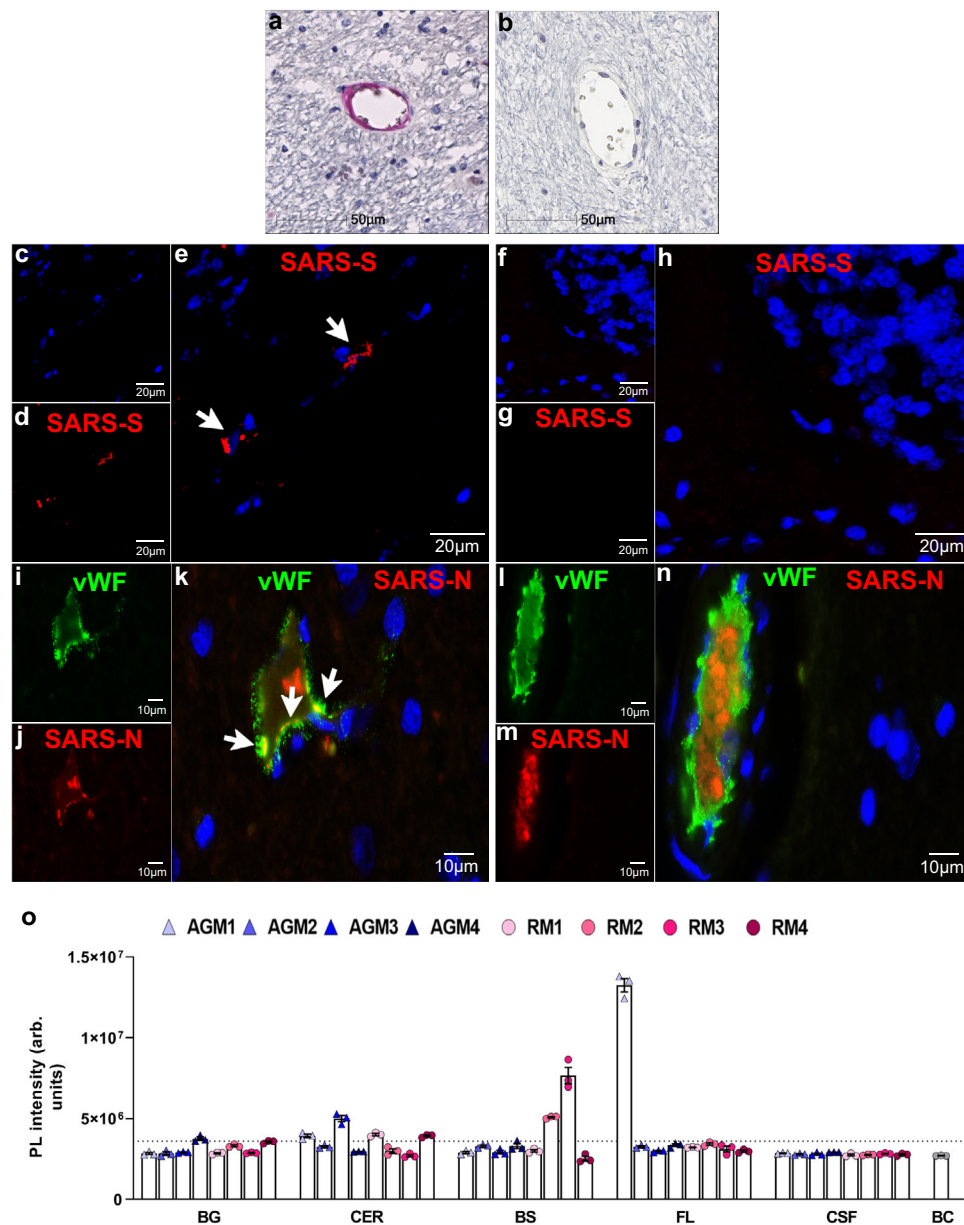 a
b
50µm
50µm
c
e
SARS-S
f
h
SARS-S
20µm
20µm
d
SARS-S
g
SARS-S
20µm
20µm
20µm
20µm
i
vWF
k
vWF
SARS-N
l
vWF
n
vWF
SARS-N
10µm
10µm
j
SARS-N
m
SARS-N
10µm
10µm
10µm
10µm
o
AGM1 AGM2 AGM3 AGM4 RM1 RM2 RM3 RM4
PL intensity (arb. units)
1.5×10⁷
1×10⁷
5×10⁶
0
BG CER BS FL CSF BC